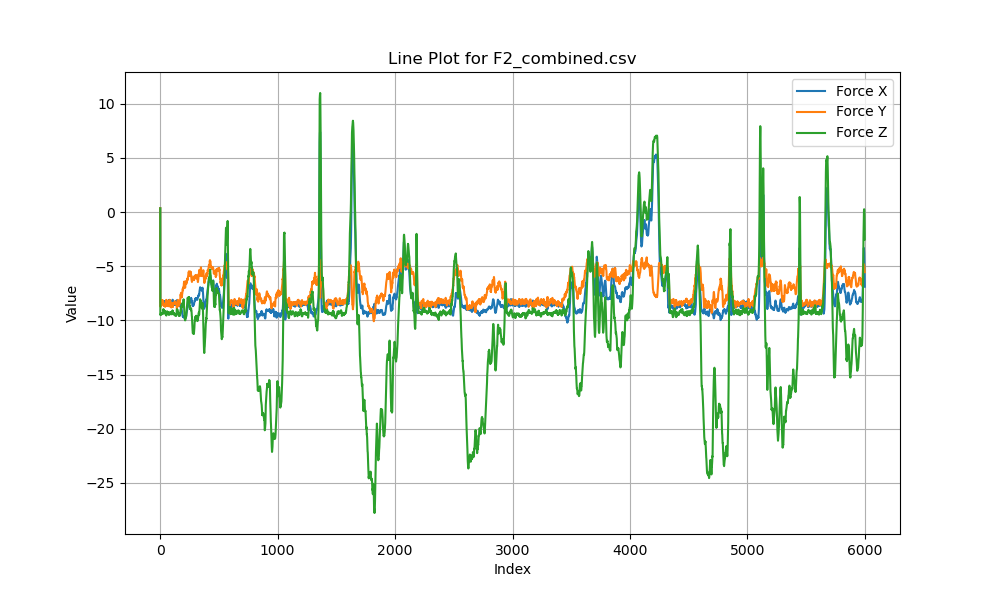 Line Plot for F2_combined.csv
Force X
Force Y
Force Z
Value
10
5
0
−5
−10
−15
−20
−25
0 1000 2000 3000 4000 5000 6000
Index